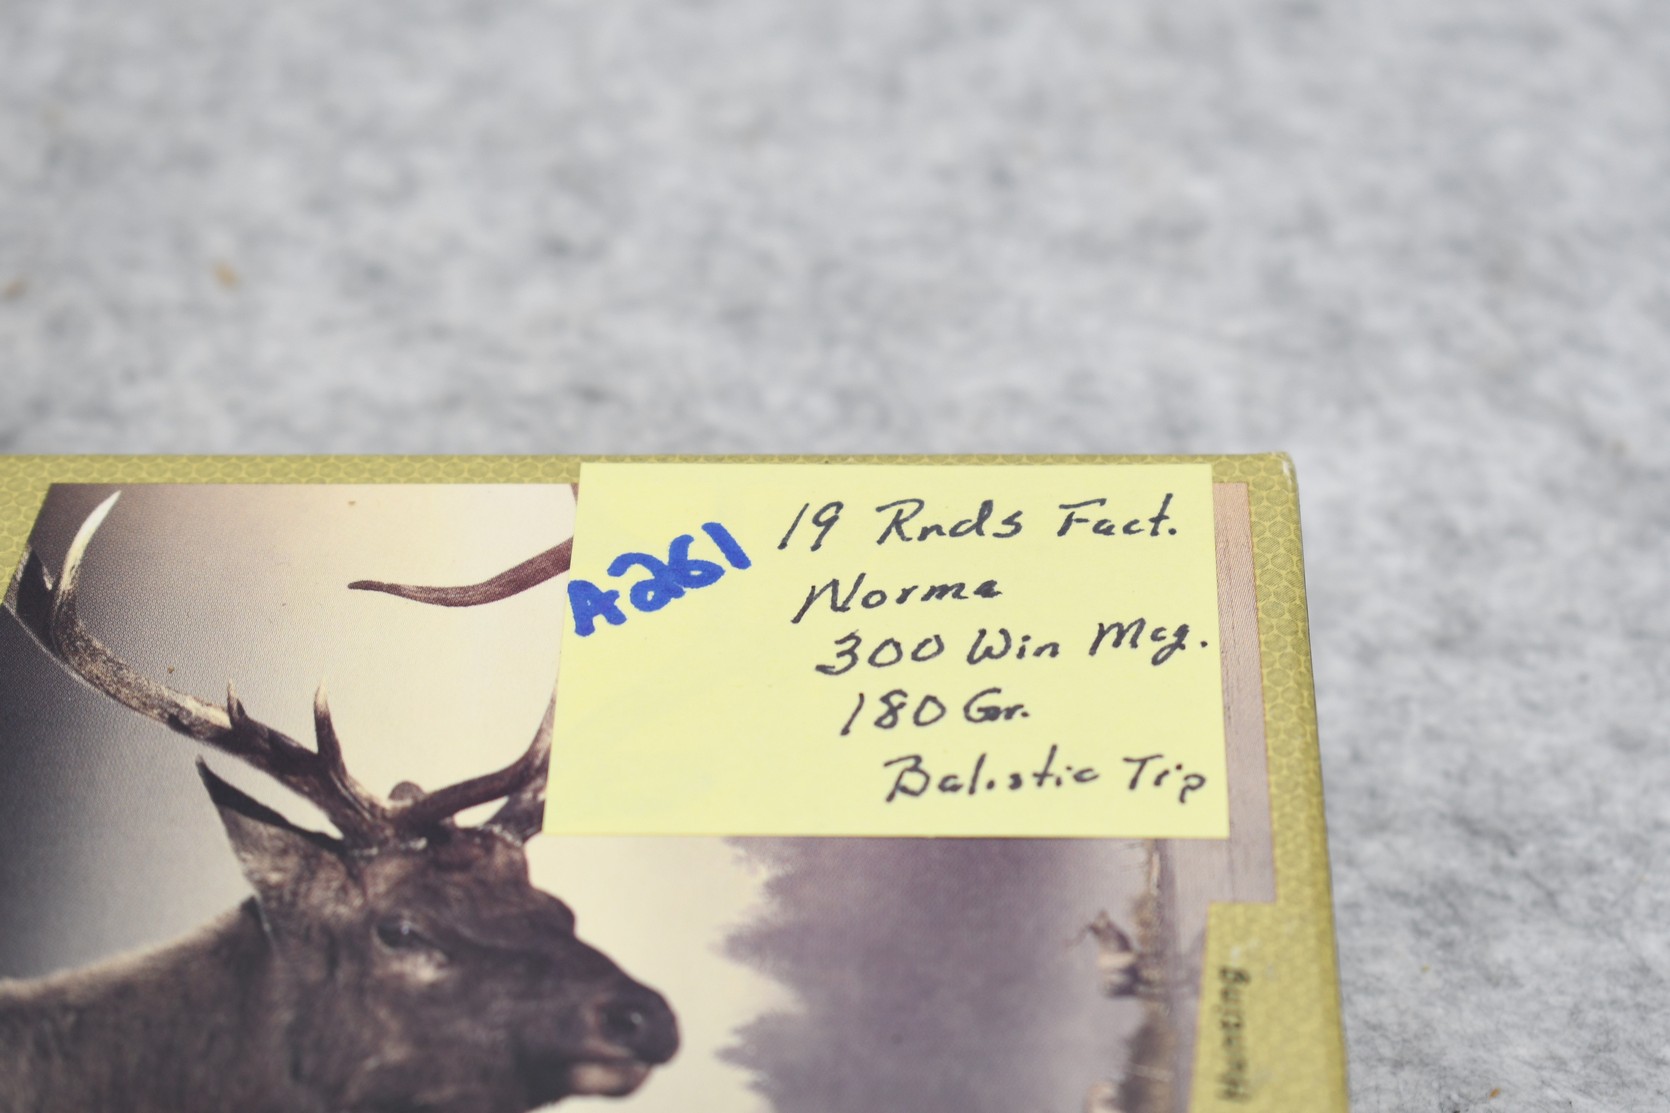 A261
19 Rnds Fact.
Norma
300 Win Mag.
180 Gr.
Balistic Tip